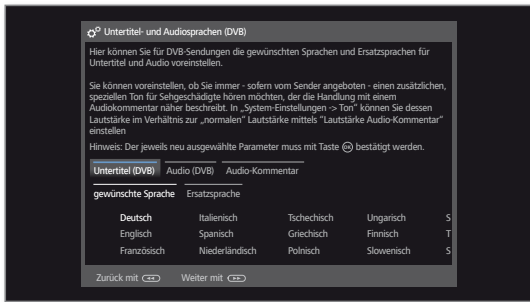 Untertitel- und Audiosprachen (DVB)
Hier können Sie für DVB-Sendungen die gewünschten Sprachen und Ersatzsprachen für
Untertitel und Audio voreinstellen.
Sie können voreinstellen, ob Sie immer - sofern vom Sender angeboten - einen zusätzlichen,
speziellen Ton für Sehgeschädigte hören möchten, der die Handlung mit einem
Audiokommentar näher beschreibt. In „System-Einstellungen -> Ton“ können Sie dessen
Lautstärke im Verhältnis zur „normalen“ Lautstärke mittels “Lautstärke Audio-Kommentar“
einstellen
Hinweis: Der jeweils neu ausgewählte Parameter muss mit Taste OK bestätigt werden.
Untertitel (DVB) Audio (DVB) Audio-Kommentar
gewünschte Sprache Ersatzsprache
Deutsch Italienisch Tschechisch Ungarisch S
Englisch Spanisch Griechisch Finnisch T
Französisch Niederländisch Polnisch Slowenisch S
Zurück mit Weiter mit